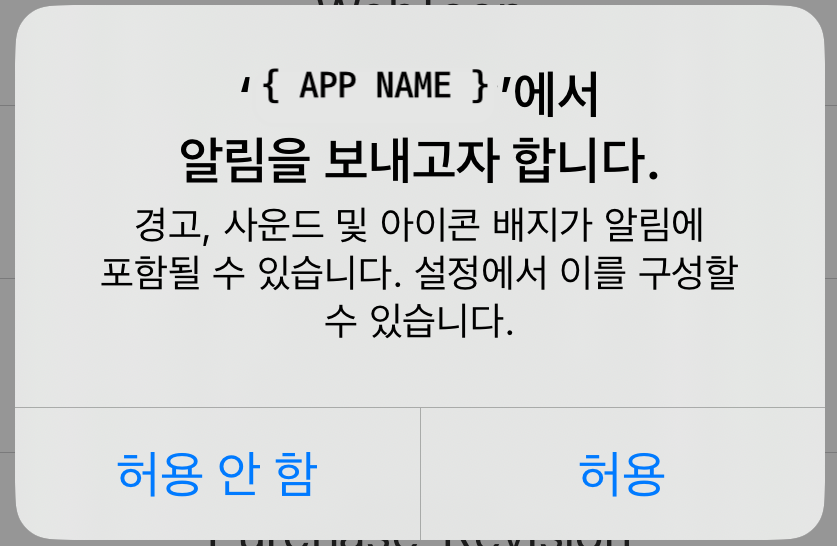 ‘{ APP NAME }’에서
알림을 보내고자 합니다.
경고, 사운드 및 아이콘 배지가 알림에
포함될 수 있습니다. 설정에서 이를 구성할
수 있습니다.
허용 안 함
허용